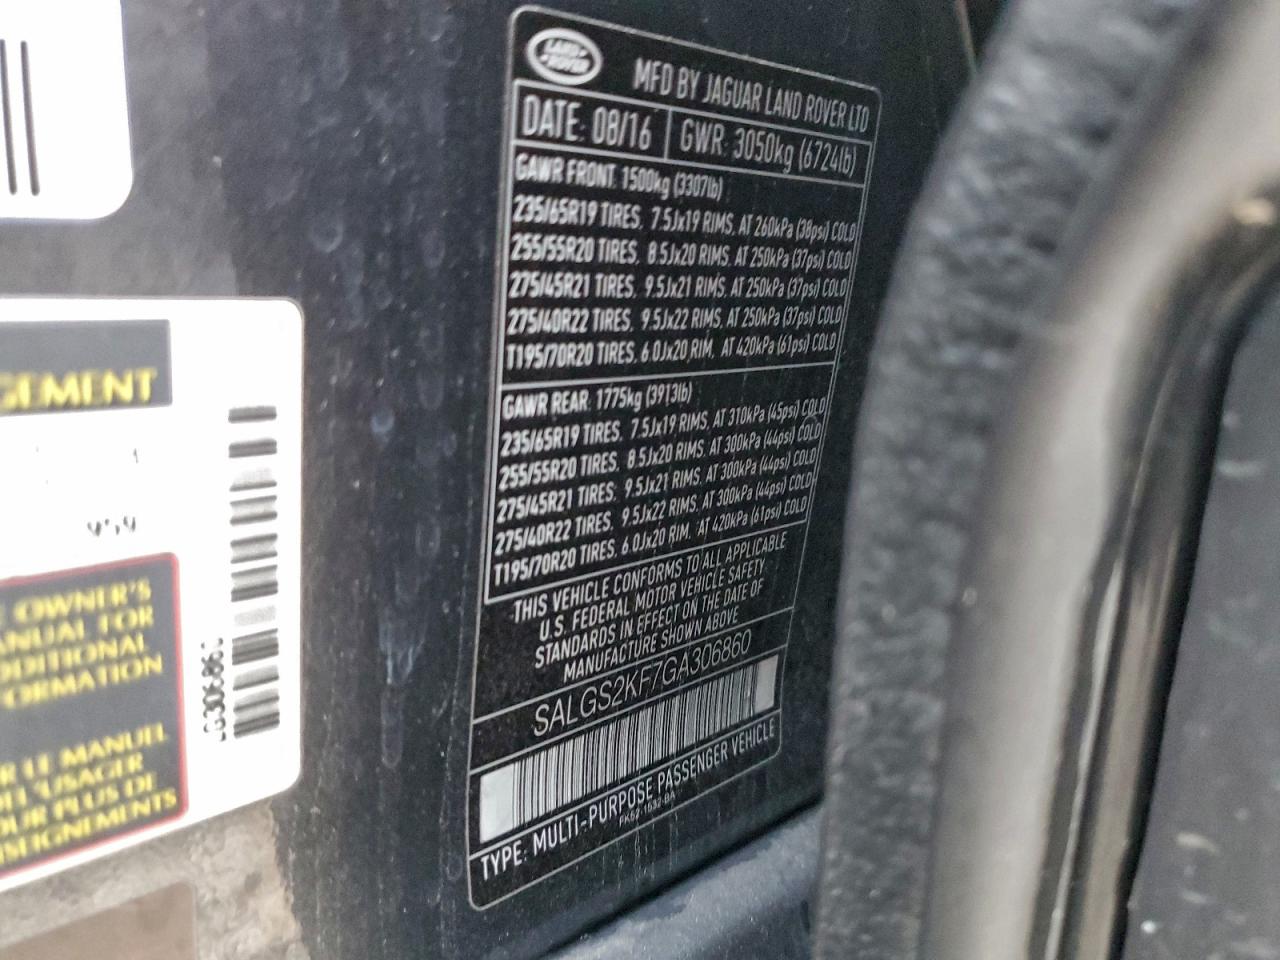 LAND ROVER
MFD BY JAGUAR LAND ROVER LTD
DATE: 08/16 GWR: 3050kg (6724lb)
GAWR FRONT 1500kg (3307lb)
235/65R19 TIRES, 7.5Jx19 RIMS, AT 260kPa (38psi) COLD
255/55R20 TIRES, 8.5Jx20 RIMS, AT 250kPa (37psi) COLD
275/45R21 TIRES, 9.5Jx21 RIMS, AT 250kPa (37psi) COLD
275/40R22 TIRES, 9.5Jx22 RIMS, AT 250kPa (37psi) COLD
T195/70R20 TIRES, 6.0Jx20 RIM, AT 420kPa (61psi) COLD
GAWR REAR 1775kg (3913lb)
235/65R19 TIRES, 7.5Jx19 RIMS, AT 310kPa (45psi) COLD
255/55R20 TIRES, 8.5Jx20 RIMS, AT 300kPa (44psi) COLD
275/45R21 TIRES, 9.5Jx21 RIMS, AT 300kPa (44psi) COLD
275/40R22 TIRES, 9.5Jx22 RIMS, AT 300kPa (44psi) COLD
T195/70R20 TIRES, 6.0Jx20 RIM, AT 420kPa (61psi) COLD
THIS VEHICLE CONFORMS TO ALL APPLICABLE
U.S. FEDERAL MOTOR VEHICLE SAFETY
STANDARDS IN EFFECT ON THE DATE OF
MANUFACTURE SHOWN ABOVE
SALGS2KF7GA306860
TYPE: MULTI-PURPOSE PASSENGER VEHICLE
GEMENT
959
OWNER'S
ANUAL FOR
DDITIONAL
FORMATION
R LE MANUEL
DE L'USAGER
OUR PLUS DE
NSEIGNEMENTS